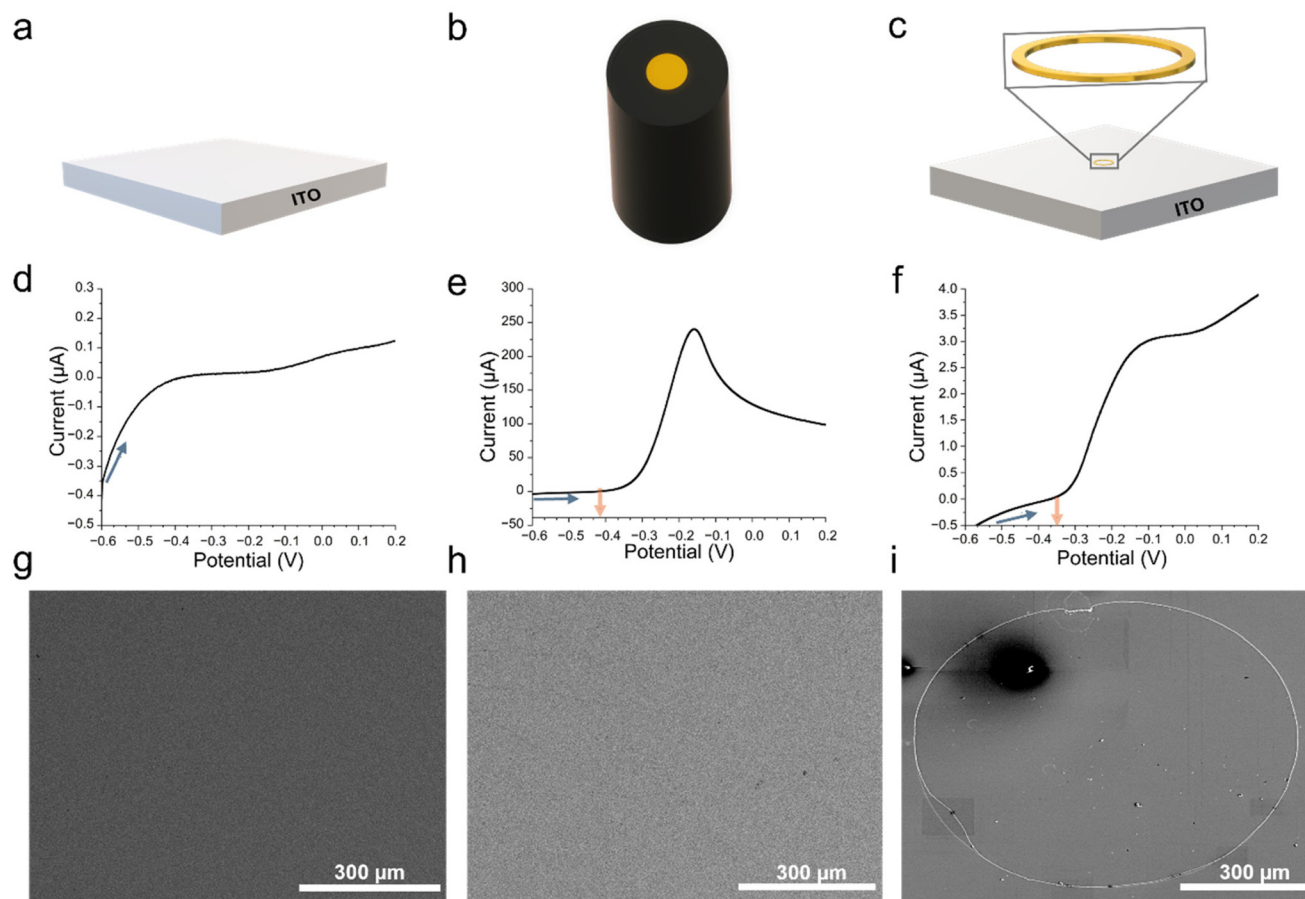 a
b
c
ITO
ITO
d
0.3
0.2
0.1
0.0
−0.1
−0.2
−0.3
−0.4
−0.5
Current (µA)
−0.6 −0.5 −0.4 −0.3 −0.2 −0.1 0.0 0.1 0.2
Potential (V)
e
300
250
200
150
100
50
0
−50
Current (µA)
−0.6 −0.5 −0.4 −0.3 −0.2 −0.1 0.0 0.1 0.2
Potential (V)
f
4.0
3.5
3.0
2.5
2.0
1.5
1.0
0.5
0.0
−0.5
Current (µA)
−0.6 −0.5 −0.4 −0.3 −0.2 −0.1 0.0 0.1 0.2
Potential (V)
g
300 µm
h
300 µm
i
300 µm